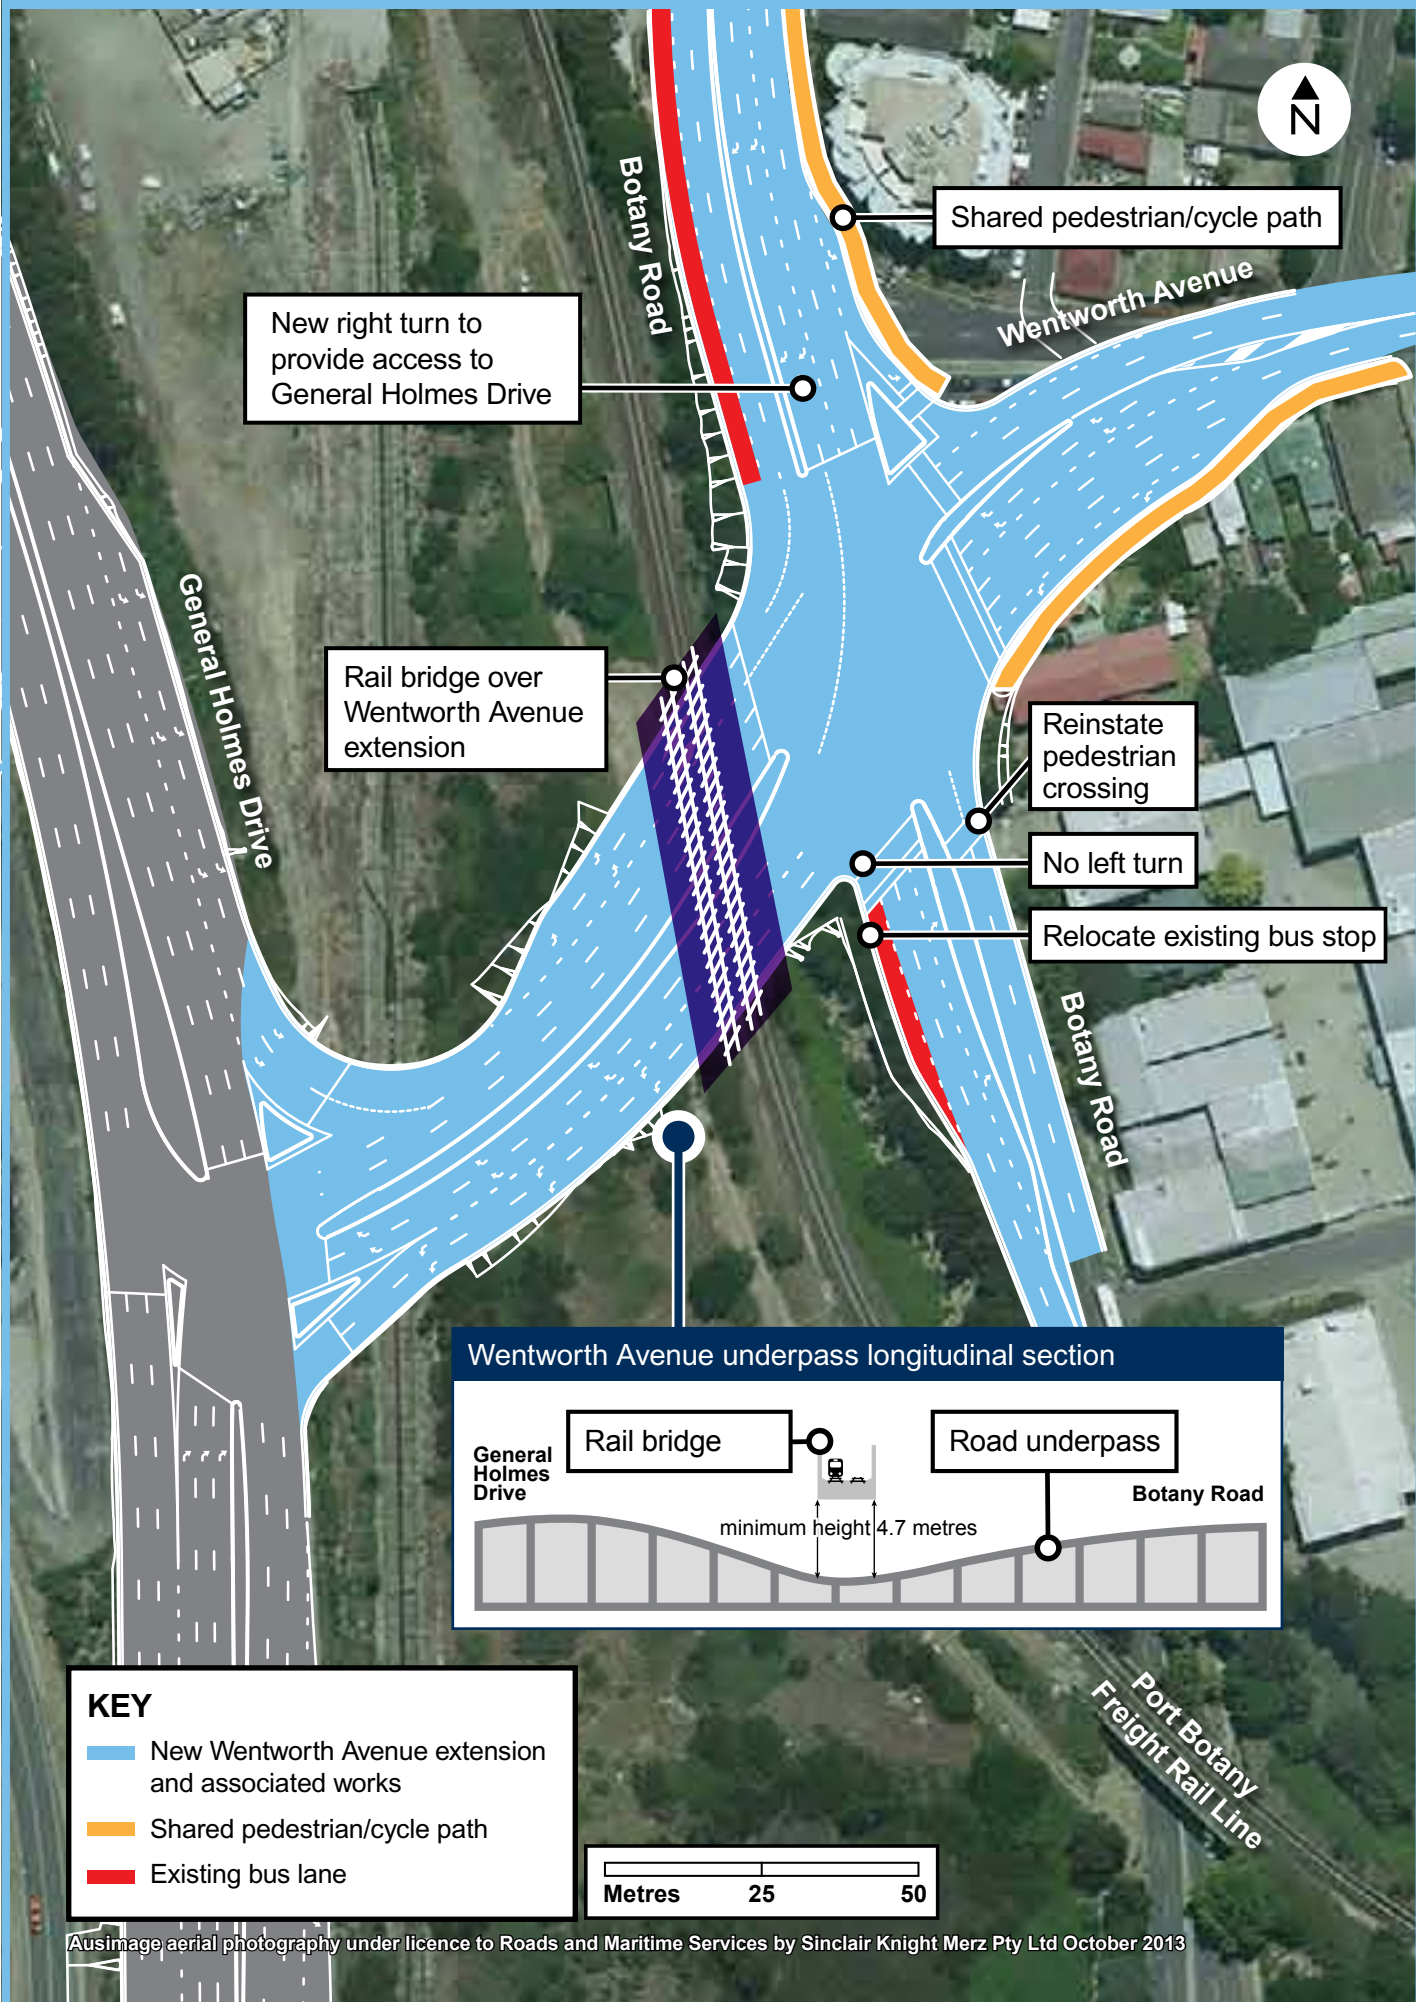 N
Botany Road
Shared pedestrian/cycle path
Wentworth Avenue
New right turn to
provide access to
General Holmes Drive
General Holmes Drive
Rail bridge over
Wentworth Avenue
extension
Reinstate
pedestrian
crossing
No left turn
Relocate existing bus stop
Botany Road
Wentworth Avenue underpass longitudinal section
Rail bridge
Road underpass
General
Holmes
Drive
Botany Road
minimum height 4.7 metres
Port Botany
Freight Rail Line
KEY
New Wentworth Avenue extension
and associated works
Shared pedestrian/cycle path
Existing bus lane
Metres 25 50
Ausimage aerial photography under licence to Roads and Maritime Services by Sinclair Knight Merz Pty Ltd October 2013